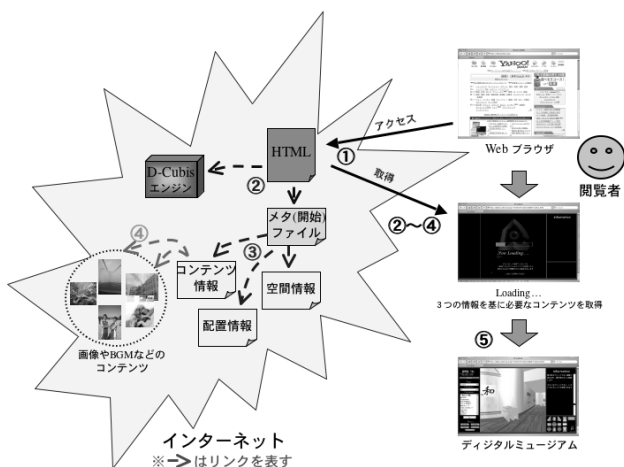 アクセス
YAHOO!
Web ブラウザ
閲覧者
HTML
①
取得
D-Cubis
エンジン
②
②〜④
メタ(開始)
ファイル
③
④
コンテンツ
情報
空間情報
配置情報
Now Loading...
Loading…
3つの情報を基に必要なコンテンツを取得
画像やBGMなどの
コンテンツ
⑤
和
ディジタルミュージアム
インターネット
※->はリンクを表す